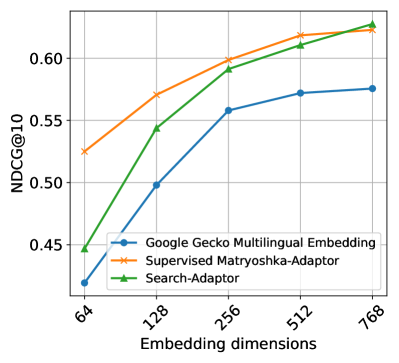 NDCG@10
0.60
0.55
0.50
0.45
Google Gecko Multilingual Embedding
Supervised Matryoshka-Adaptor
Search-Adaptor
64
128
256
512
768
Embedding dimensions